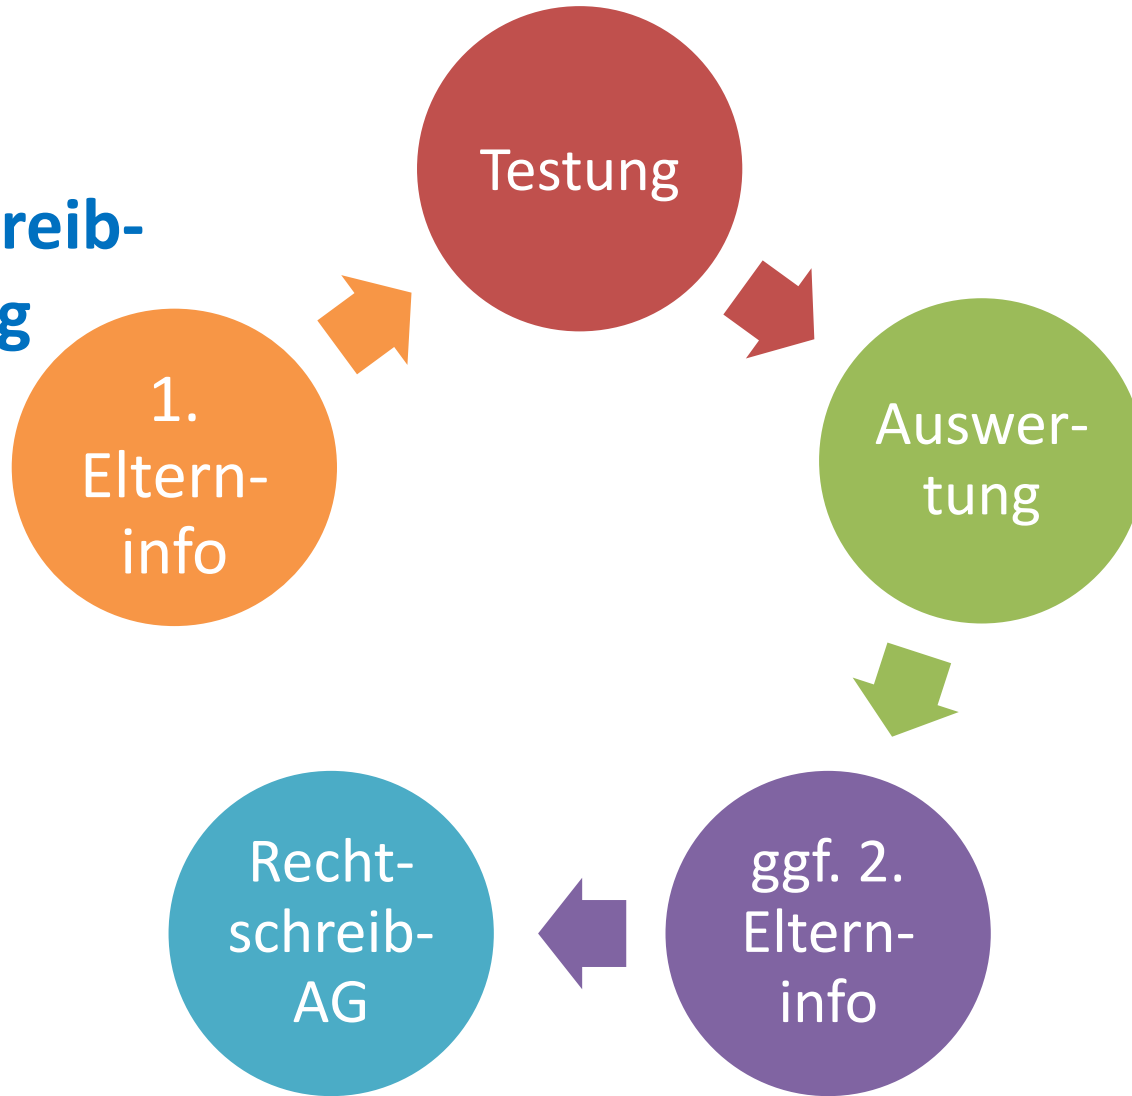 reib-
g
Testung
1.
Eltern-
info
Auswer-
tung
ggf. 2.
Eltern-
info
Recht-
schreib-
AG